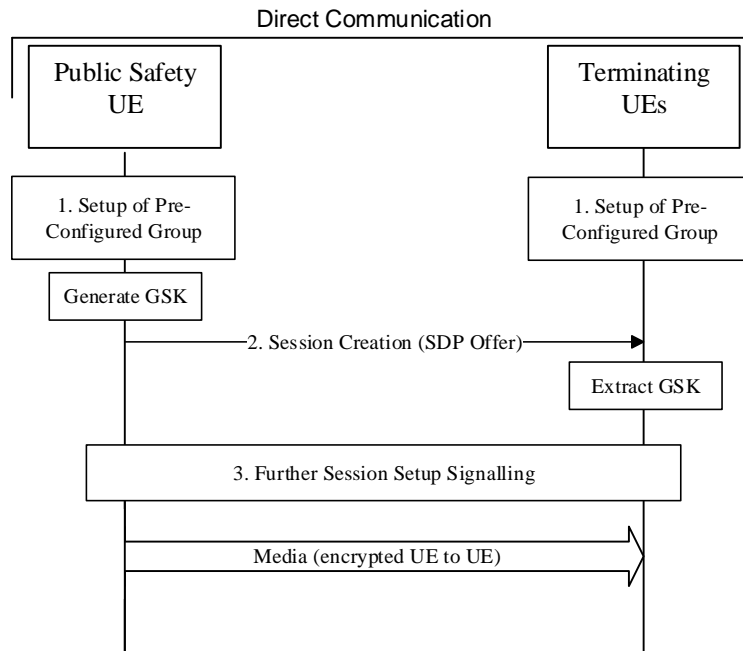 Direct Communication
Public Safety
UE
Terminating
UEs
1. Setup of Pre-
Configured Group
1. Setup of Pre-
Configured Group
Generate GSK
2. Session Creation (SDP Offer)
Extract GSK
3. Further Session Setup Signalling
Media (encrypted UE to UE)